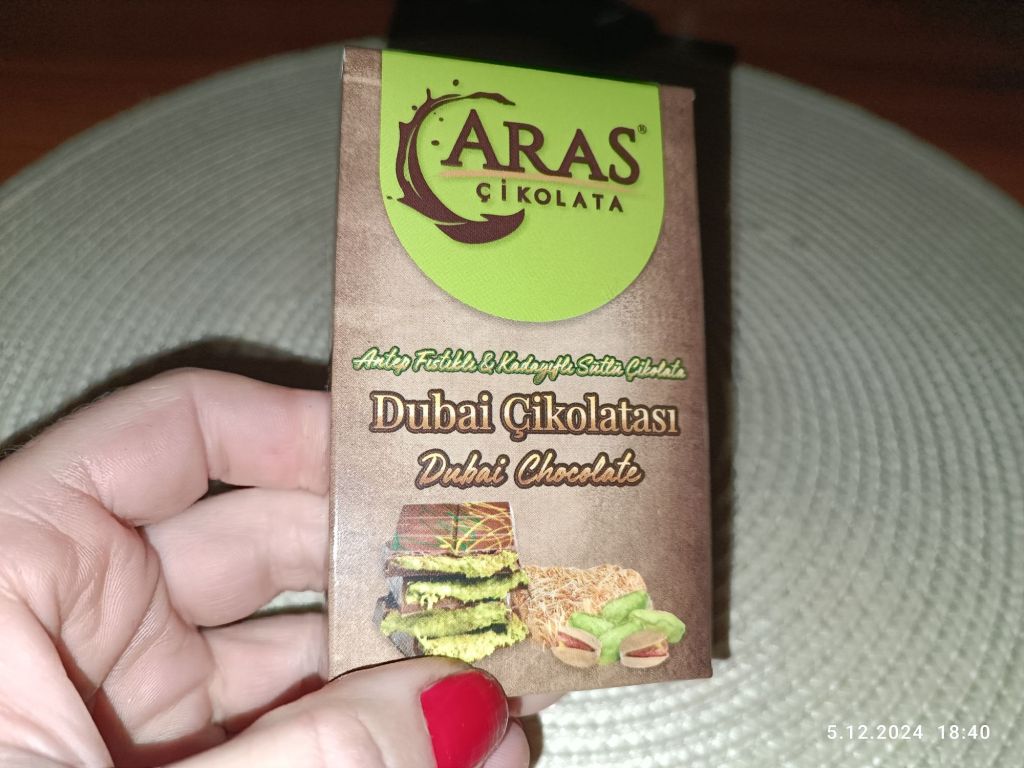 ARAS®
ÇİKOLATA
Antep Fıstıklı & Kadayıflı Sütlü Çikolata
Dubai Çikolatası
Dubai Chocolate
5.12.2024 18:40